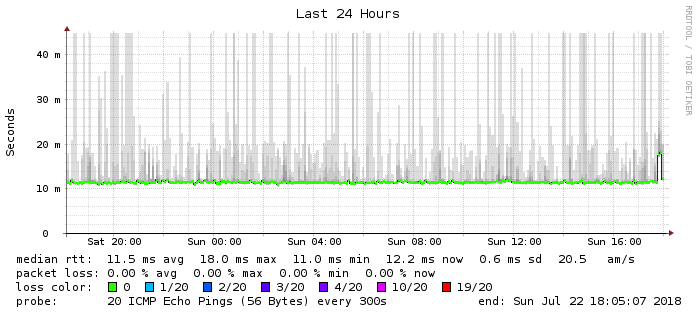 Last 24 Hours
RRDTOOL / TOBI OETIKER
Seconds
40 m
30 m
20 m
10 m
0
Sat 20:00 Sun 00:00 Sun 04:00 Sun 08:00 Sun 12:00 Sun 16:00
median rtt: 11.5 ms avg 18.0 ms max 11.0 ms min 12.2 ms now 0.6 ms sd 20.5 am/s
packet loss: 0.00 % avg 0.00 % max 0.00 % min 0.00 % now
loss color: 0 1/20 2/20 3/20 4/20 10/20 19/20
probe: 20 ICMP Echo Pings (56 Bytes) every 300s end: Sun Jul 22 18:05:07 2018